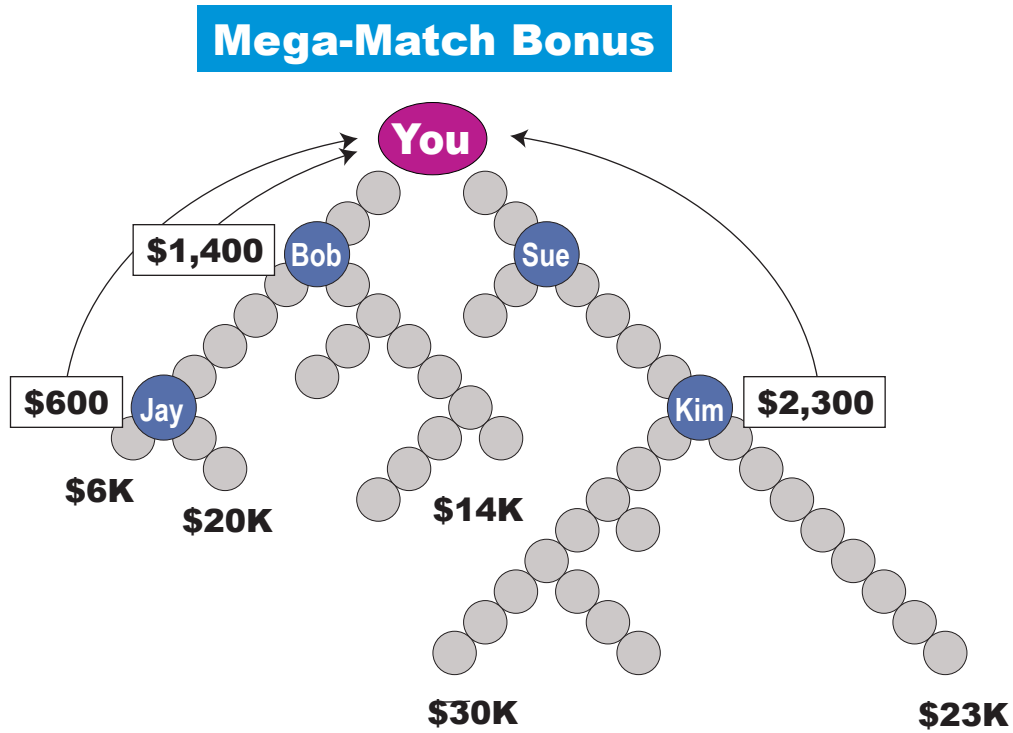 Mega-Match Bonus
You
$1,400
Bob
Sue
$600
Jay
Kim
$2,300
$6K
$20K
$14K
$30K
$23K